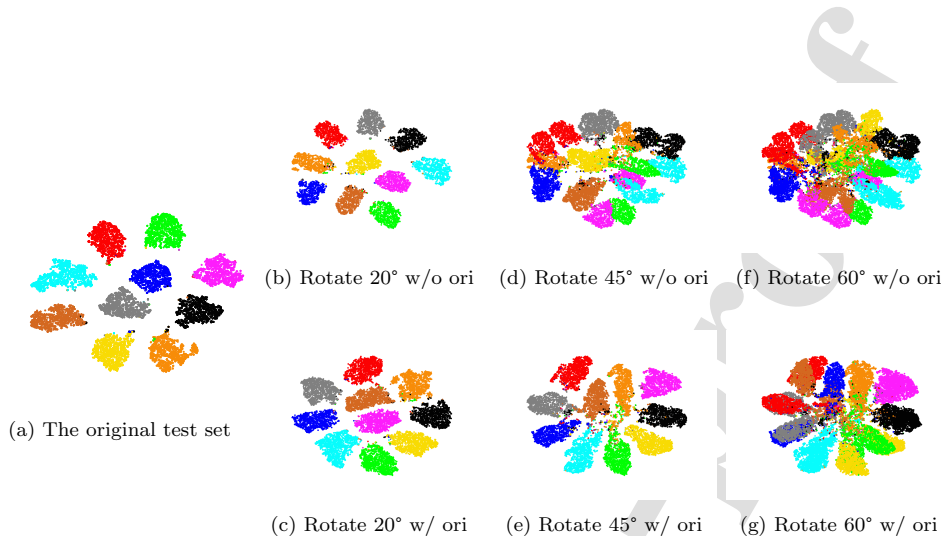 (b) Rotate 20° w/o ori
(d) Rotate 45° w/o ori
(f) Rotate 60° w/o ori
(a) The original test set
(c) Rotate 20° w/ ori
(e) Rotate 45° w/ ori
(g) Rotate 60° w/ ori